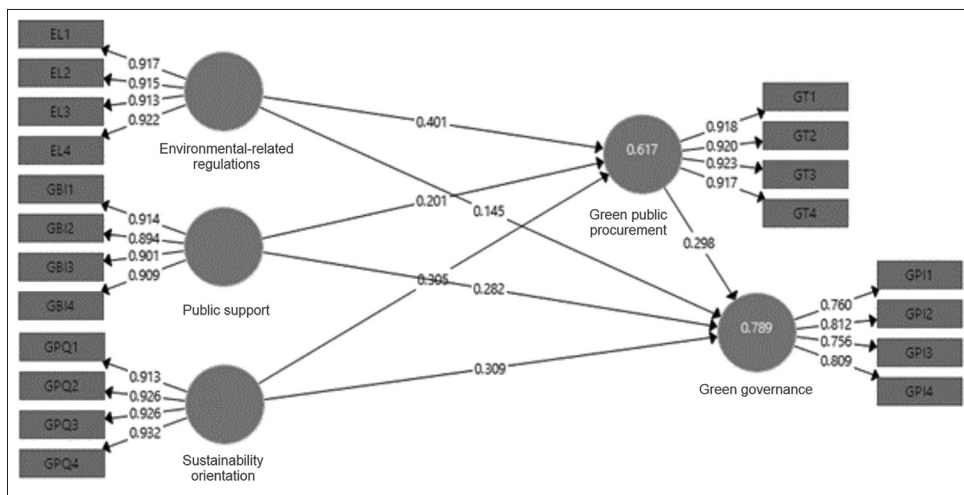 EL1
EL2
EL3
EL4
0.917
0.915
0.913
0.922
Environmental-related
regulations
GBI1
GBI2
GBI3
GBI4
0.914
0.894
0.901
0.909
Public support
GPQ1
GPQ2
GPQ3
GPQ4
0.913
0.926
0.926
0.932
Sustainability
orientation
0.401
0.201
0.145
0.305
0.282
0.309
0.617
Green public
procurement
0.298
0.918
0.920
0.923
0.917
GT1
GT2
GT3
GT4
0.789
Green governance
0.760
0.812
0.756
0.809
GPI1
GPI2
GPI3
GPI4